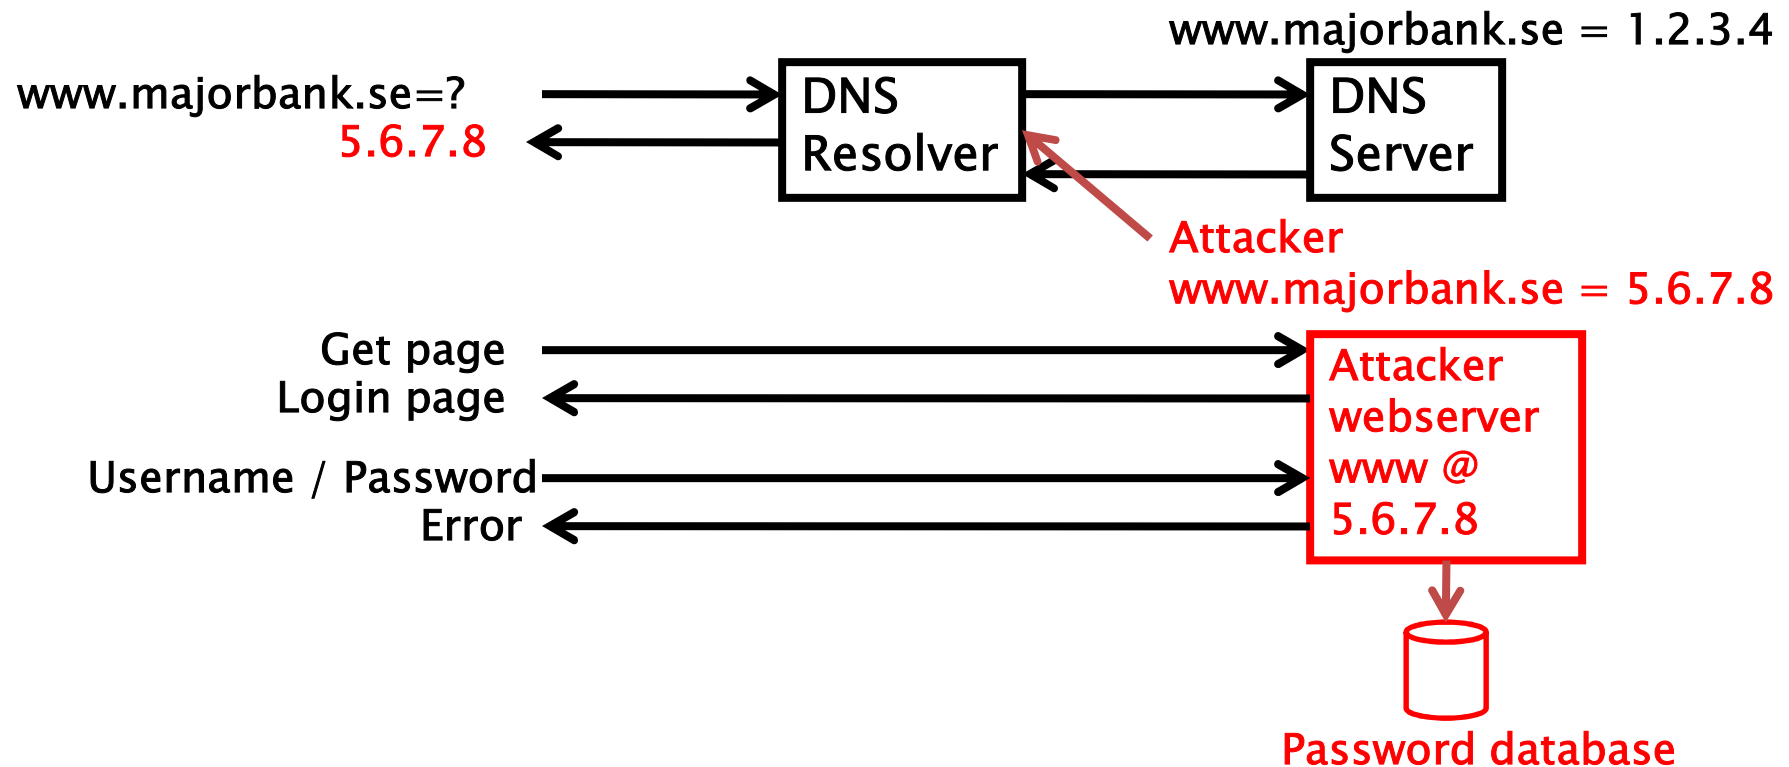 www.majorbank.se = 1.2.3.4
www.majorbank.se=?
5.6.7.8
DNS
Resolver
DNS
Server
Attacker
www.majorbank.se = 5.6.7.8
Get page
Login page
Username / Password
Error
Attacker
webserver
www @
5.6.7.8
Password database